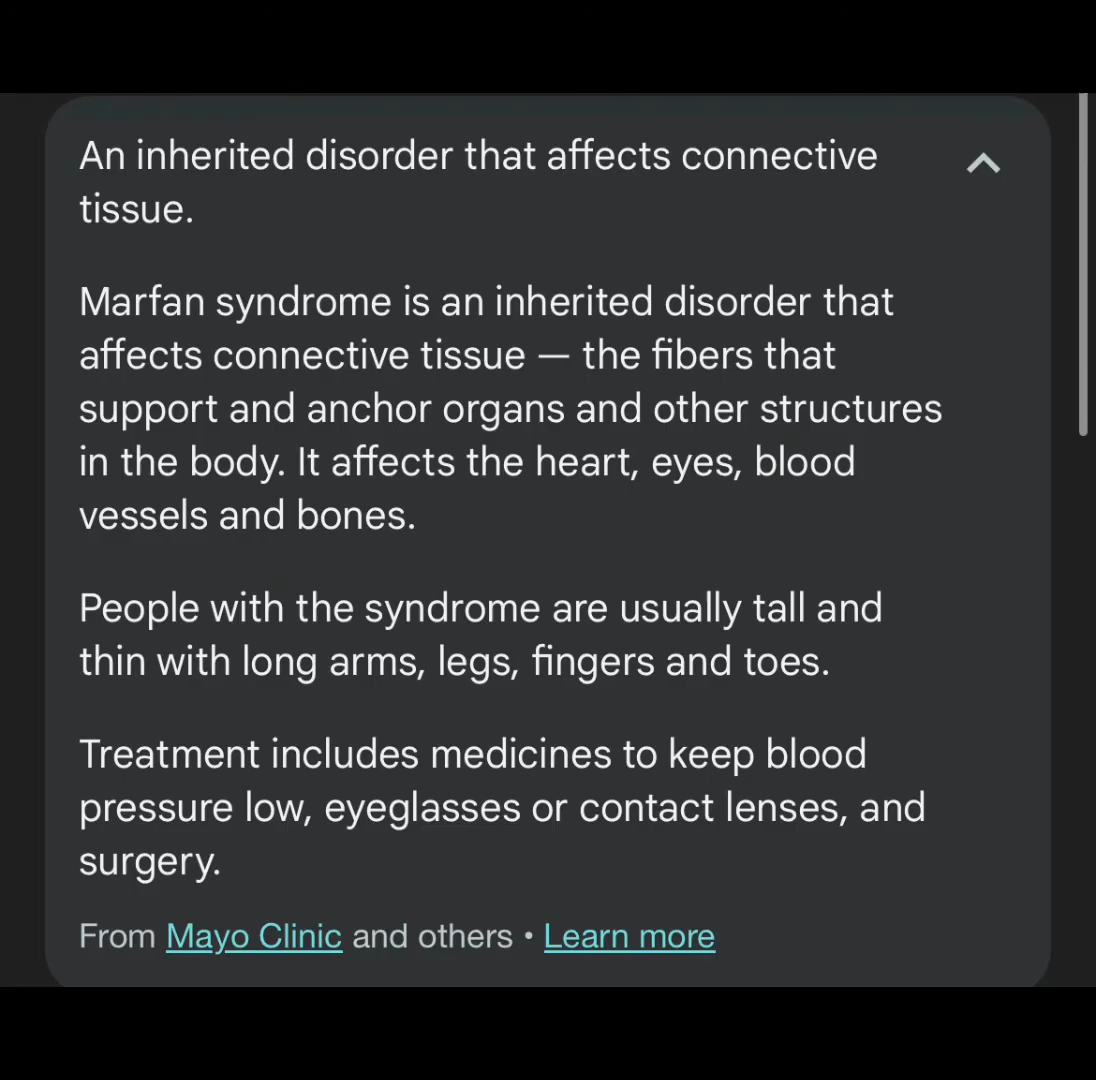 An inherited disorder that affects connective
tissue.
Marfan syndrome is an inherited disorder that
affects connective tissue — the fibers that
support and anchor organs and other structures
in the body. It affects the heart, eyes, blood
vessels and bones.
People with the syndrome are usually tall and
thin with long arms, legs, fingers and toes.
Treatment includes medicines to keep blood
pressure low, eyeglasses or contact lenses, and
surgery.
From Mayo Clinic and others • Learn more